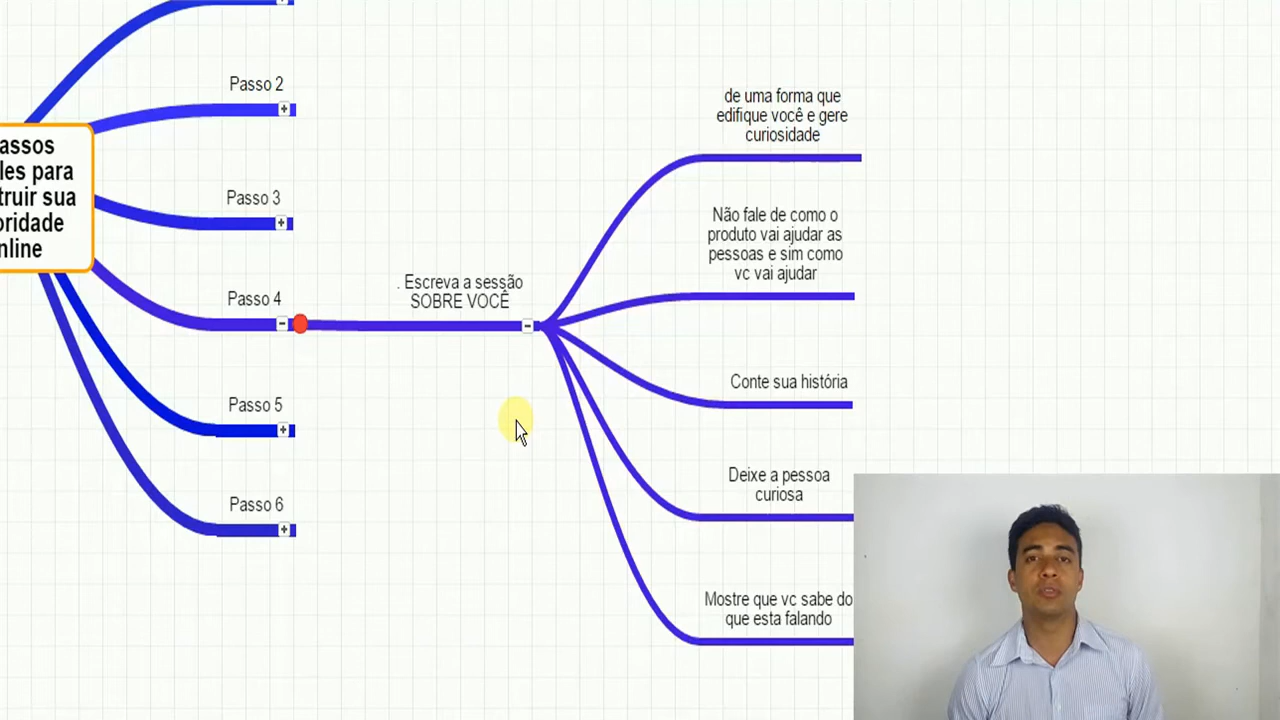 assos
les para
truir sua
oridade
nline
Passo 2
Passo 3
Passo 4
Passo 5
Passo 6
. Escreva a sessão
SOBRE VOCÊ
de uma forma que
edifique você e gere
curiosidade
Não fale de como o
produto vai ajudar as
pessoas e sim como
vc vai ajudar
Conte sua história
Deixe a pessoa
curiosa
Mostre que vc sabe do
que esta falando